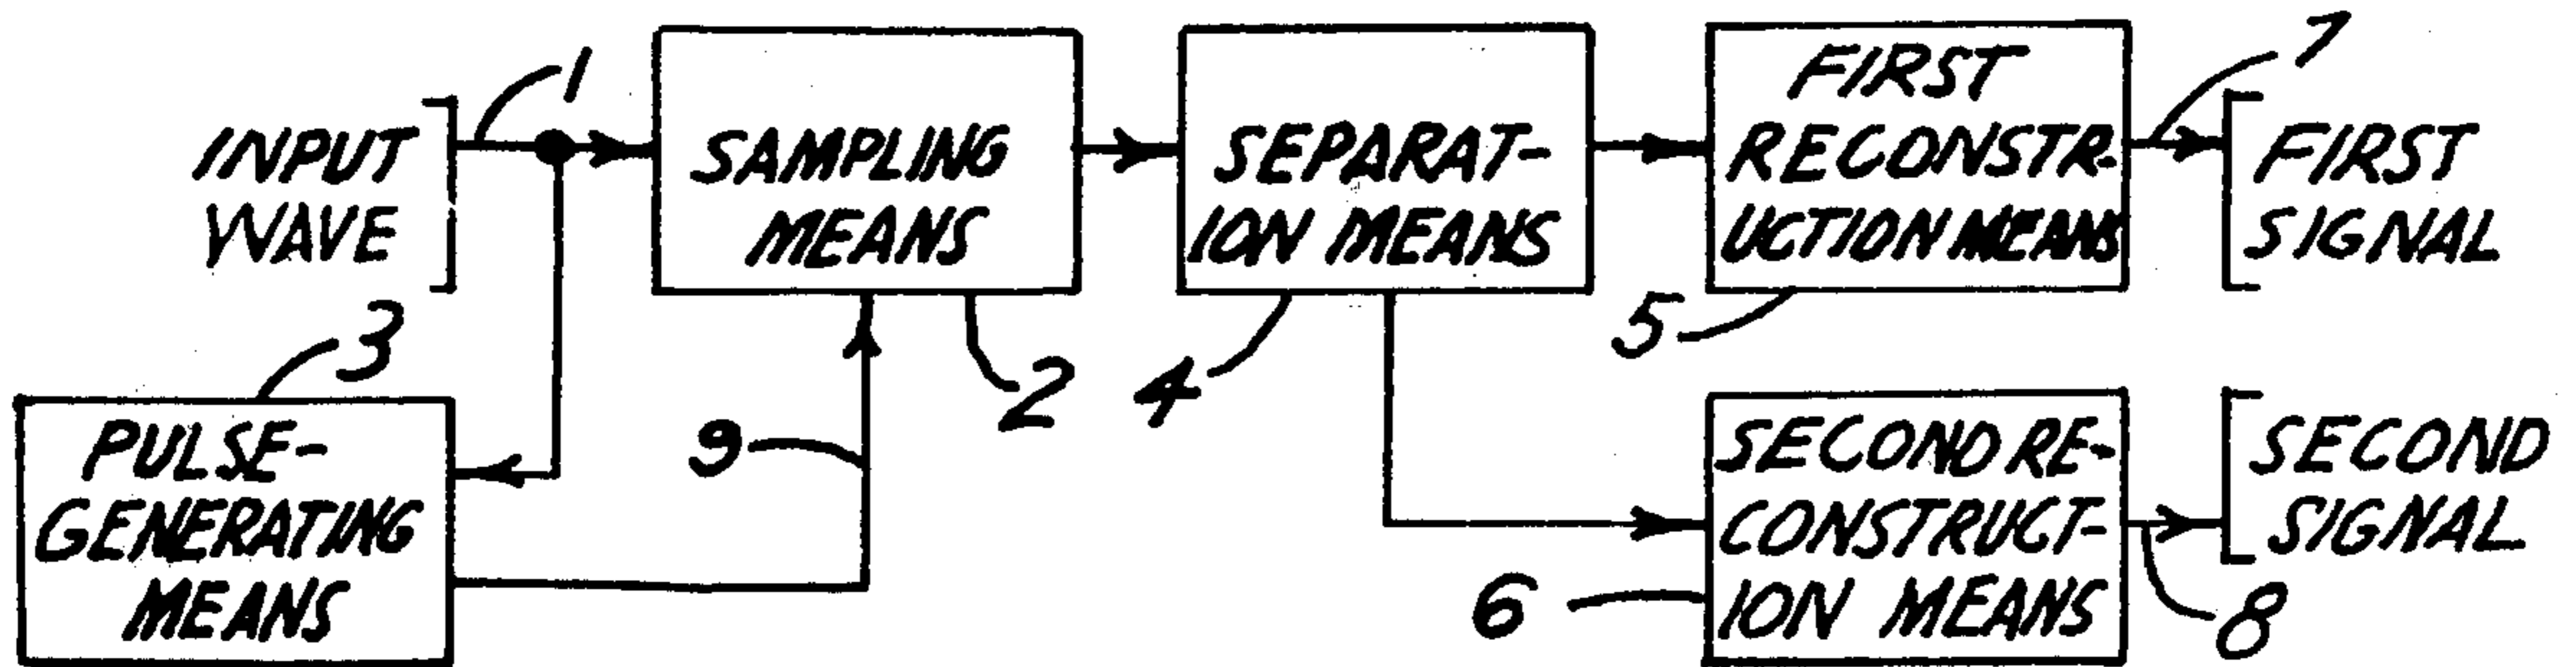 INPUT
WAVE
1
SAMPLING
MEANS
2
SEPARAT-
ION MEANS
4
FIRST
RECONSTR-
UCTION MEANS
5
7
FIRST
SIGNAL
3
PULSE-
GENERATING
MEANS
9
SECOND RE-
CONSTRUCT-
ION MEANS
6
8
SECOND
SIGNAL